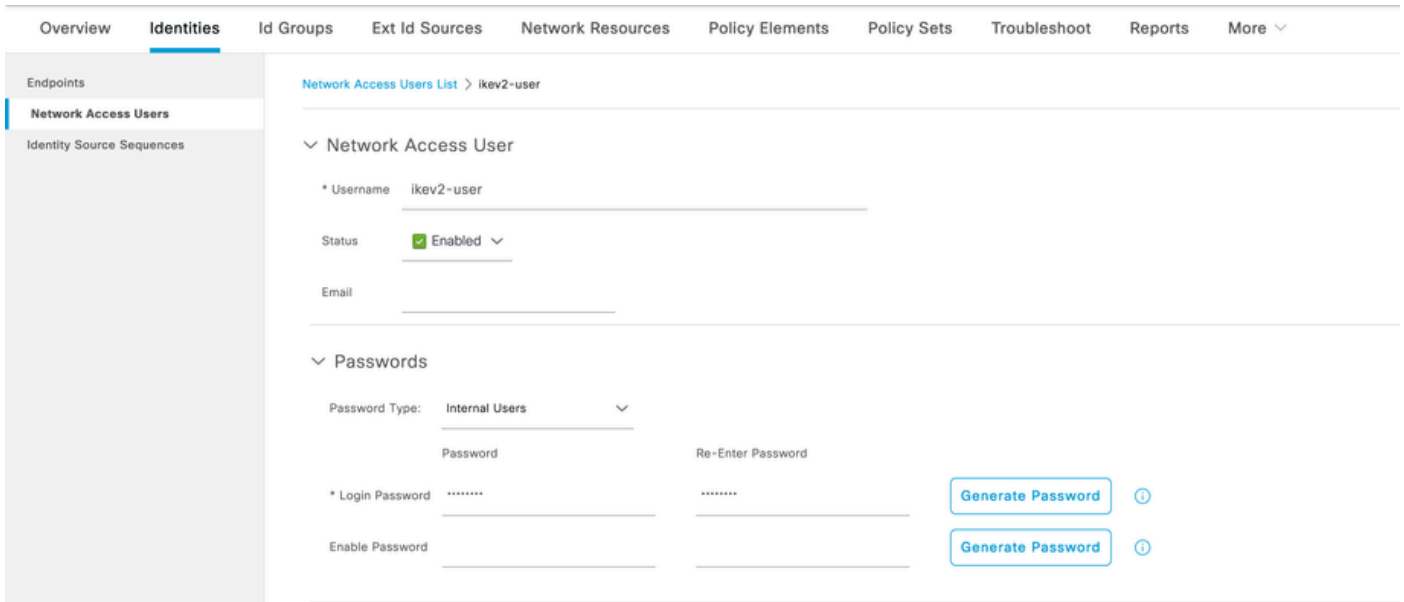 Overview Identities Id Groups Ext Id Sources Network Resources Policy Elements Policy Sets Troubleshoot Reports More
Endpoints
Network Access Users
Identity Source Sequences
Network Access Users List > ikev2-user
Network Access User
* Username ikev2-user
Status Enabled
Email
Passwords
Password Type: Internal Users
Password Re-Enter Password
* Login Password ········ ········ Generate Password
Enable Password Generate Password